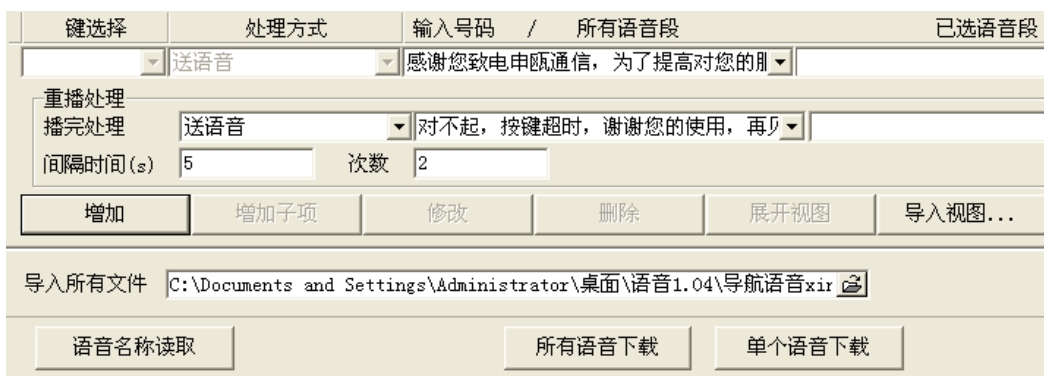 键选择 处理方式 输入号码 / 所有语音段 已选语音段
送语音 感谢您致电申瓯通信，为了提高对您的
重播处理
播完处理 送语音 对不起，按键超时，谢谢您的使用，再
间隔时间(s) 5 次数 2
增加 增加子项 修改 删除 展开视图 导入视图...
导入所有文件 C:\Documents and Settings\Administrator\桌面\语音1.04\导航语音xin
语音名称读取 所有语音下载 单个语音下载